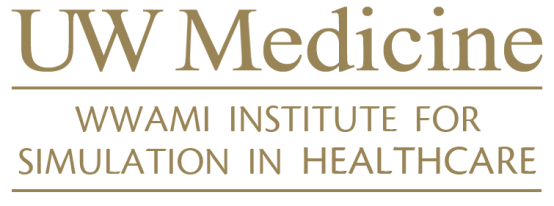 UW Medicine
WWAMI INSTITUTE FOR
SIMULATION IN HEALTHCARE